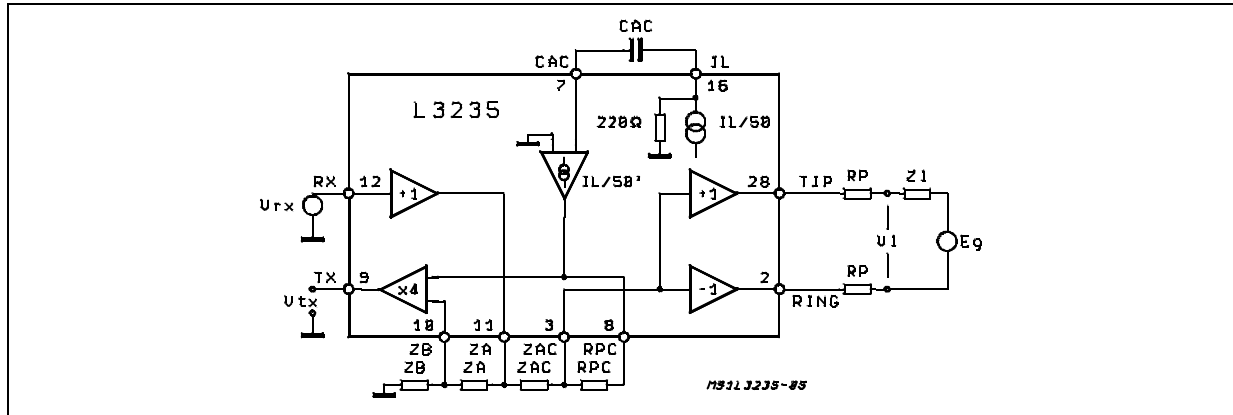 CAC
CAC
IL
7
16
L3235
220Ω
IL/50
IL/50'
RX
12
+1
+1
28
TIP
RP
Z1
Vrx
V1
Eg
TX
9
x4
-1
2
RP
Vtx
RING
10
11
3
8
ZB
ZA
ZAC
RPC
ZB
ZA
ZAC
RPC
M91L3235-05